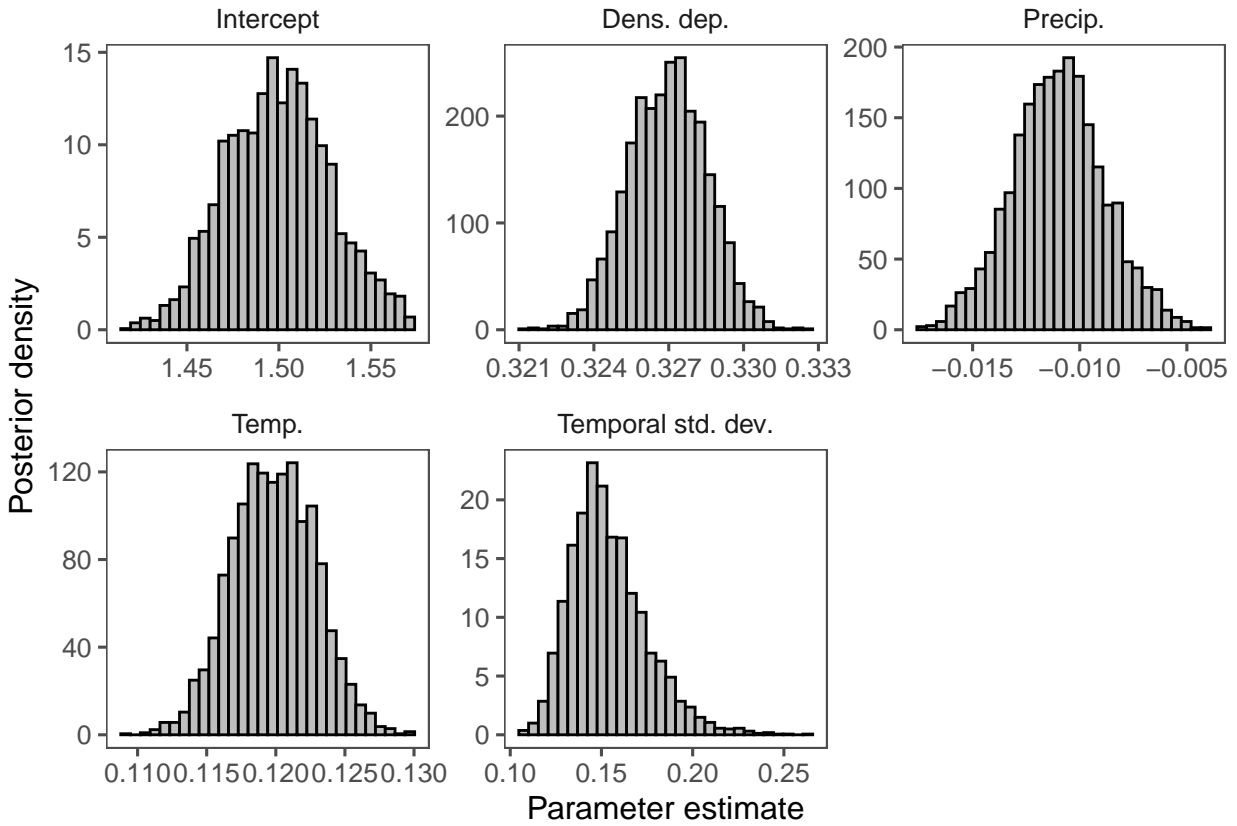 Intercept
Dens. dep.
Precip.
15
10
5
0
200
100
0
200
150
100
50
0
1.45 1.50 1.55
0.321 0.324 0.327 0.330 0.333
−0.015 −0.010 −0.005
Posterior density
Temp.
Temporal std. dev.
120
80
40
0
20
15
10
5
0
0.110 0.115 0.120 0.125 0.130
0.10 0.15 0.20 0.25
Parameter estimate